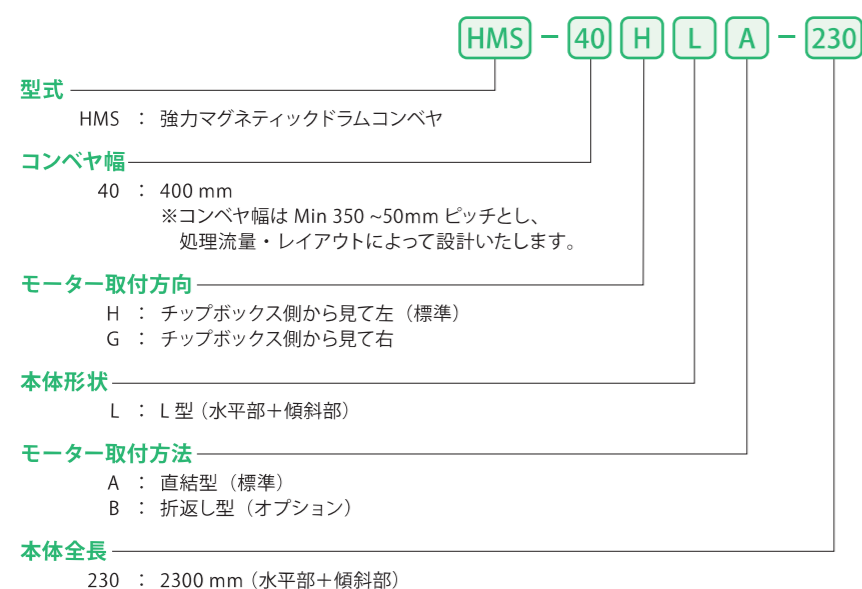 HMS - 40 H L A - 230
型式
HMS : 強力マグネティックドラムコンベヤ
コンベヤ幅
40 : 400 mm
※コンベヤ幅は Min 350 ~50mm ピッチとし、
処理流量・レイアウトによって設計いたします。
モーター取付方向
H : チップボックス側から見て左（標準）
G : チップボックス側から見て右
本体形状
L : L 型（水平部＋傾斜部）
モーター取付方法
A : 直結型（標準）
B : 折返し型（オプション）
本体全長
230 : 2300 mm（水平部＋傾斜部）